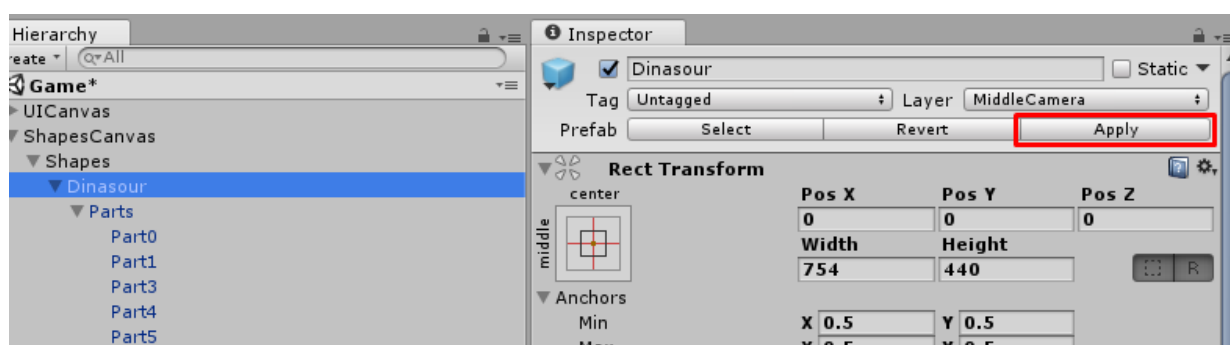 Hierarchy
reate
All
Game*
UICanvas
ShapesCanvas
Shapes
Dinasour
Parts
Part0
Part1
Part3
Part4
Part5
Inspector
Dinasour Static
Tag Untagged Layer MiddleCamera
Prefab Select Revert Apply
Rect Transform
center Pos X Pos Y Pos Z
middle 0 0 0
Width Height
754 440 R
Anchors
Min X 0.5 Y 0.5